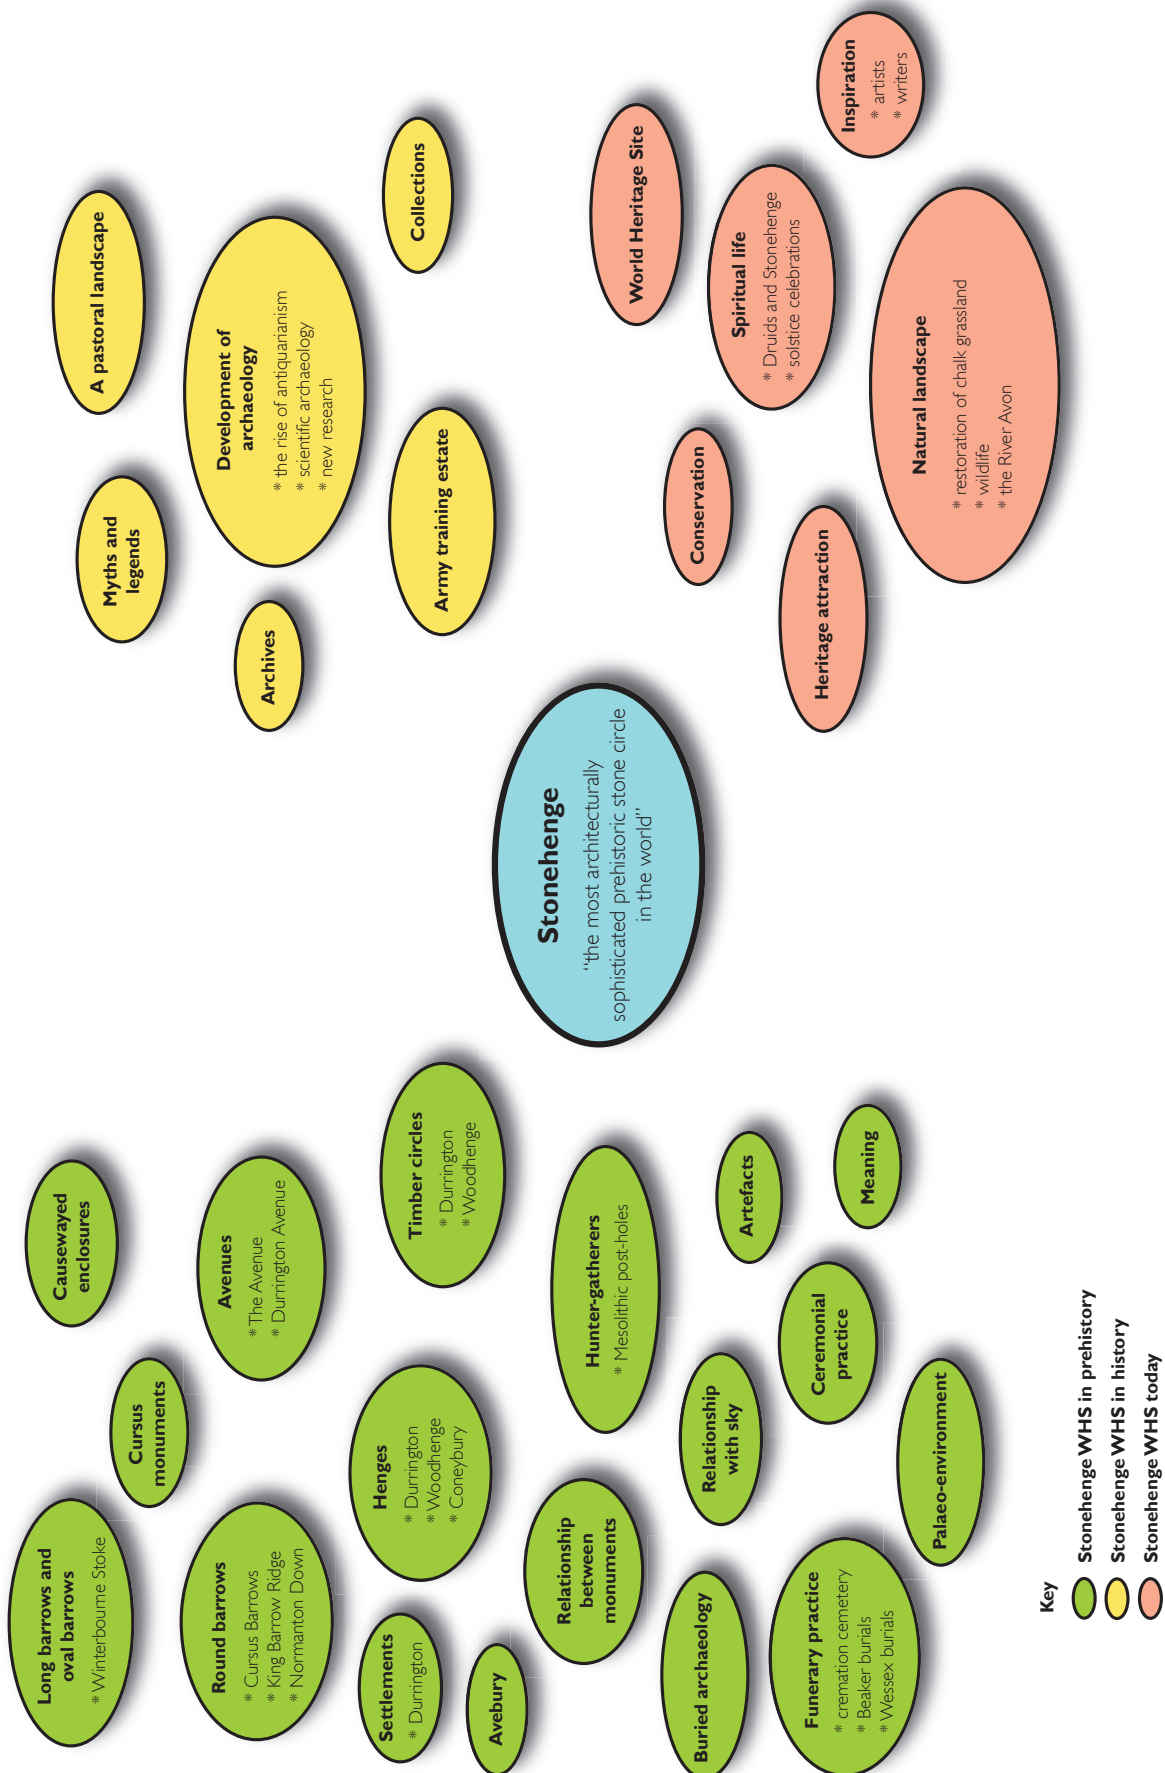 Long barrows and
oval barrows
* Winterbourne Stoke
Cursus
monuments
Causewayed
enclosures
Round barrows
* Cursus Barrows
* King Barrow Ridge
* Normanton Down
Avenues
* The Avenue
* Durrington Avenue
Settlements
* Durrington
Henges
* Durrington
* Woodhenge
* Coneybury
Timber circles
* Durrington
* Woodhenge
Avebury
Relationship
between
monuments
Hunter-gatherers
* Mesolithic post-holes
Buried archaeology
Relationship
with sky
Artefacts
Funerary practice
* cremation cemetery
* Beaker burials
* Wessex burials
Ceremonial
practice
Meaning
Palaeo-environment
Stonehenge
“the most architecturally
sophisticated prehistoric stone circle
in the world”
Myths and
legends
A pastoral landscape
Archives
Development of
archaeology
* the rise of antiquarianism
* scientific archaeology
* new research
Army training estate
Collections
World Heritage Site
Conservation
Spiritual life
* Druids and Stonehenge
* solstice celebrations
Heritage attraction
Inspiration
* artists
* writers
Natural landscape
* restoration of chalk grassland
* wildlife
* the River Avon
Key
Stonehenge WHS in prehistory
Stonehenge WHS in history
Stonehenge WHS today